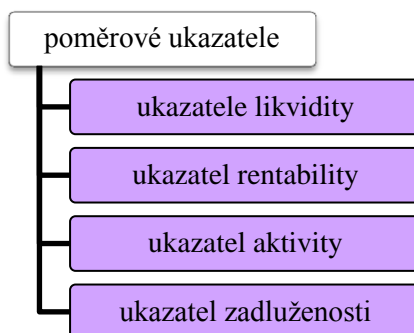 poměrové ukazatele
ukazatele likvidity
ukazatel rentability
ukazatel aktivity
ukazatel zadluženosti